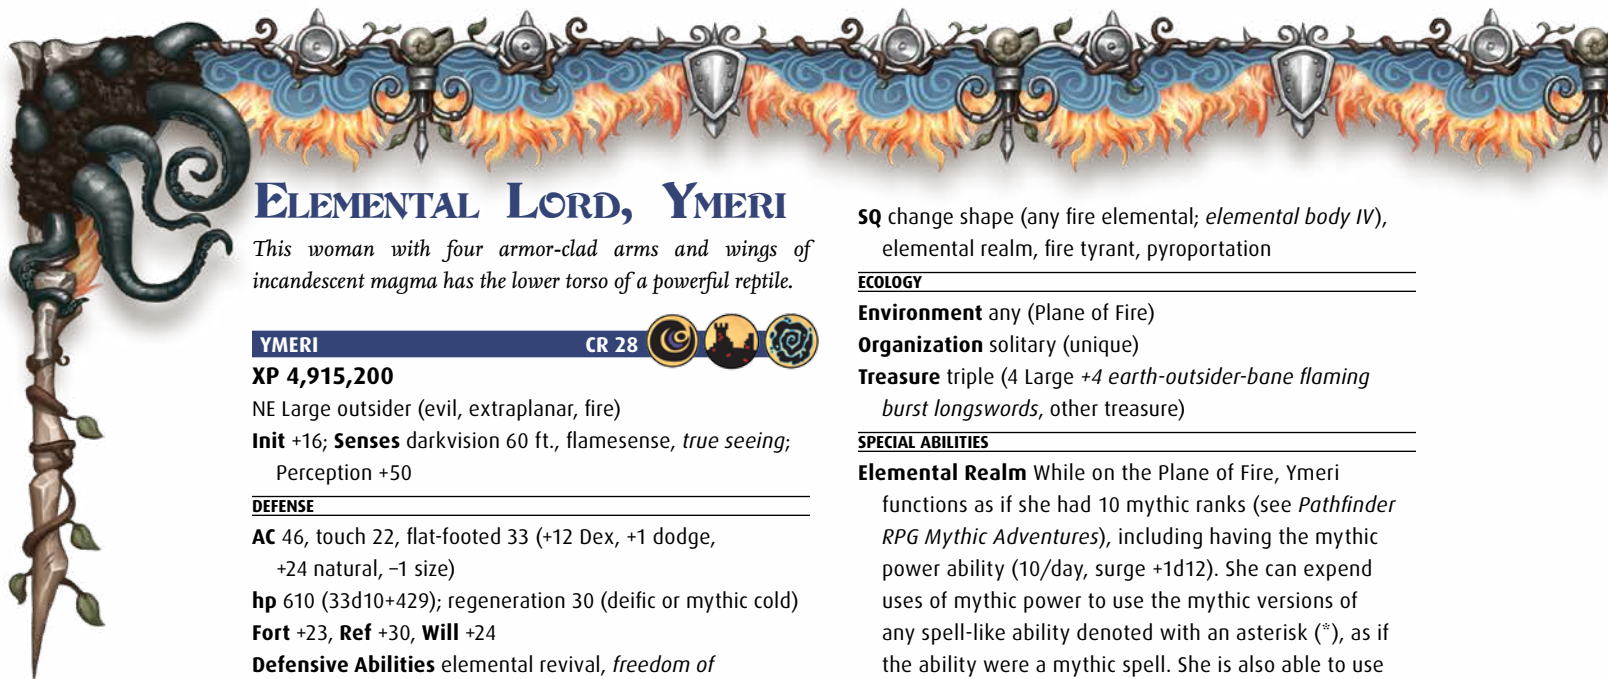 Elemental Lord, Ymeri
This woman with four armor-clad arms and wings of
incandescent magma has the lower torso of a powerful reptile.
YMERI CR 28
XP 4,915,200
NE Large outsider (evil, extraplanar, fire)
Init +16; Senses darkvision 60 ft., flamesense, true seeing;
Perception +50
DEFENSE
AC 46, touch 22, flat-footed 33 (+12 Dex, +1 dodge,
+24 natural, –1 size)
hp 610 (33d10+429); regeneration 30 (deific or mythic cold)
Fort +23, Ref +30, Will +24
Defensive Abilities elemental revival, freedom of
SQ change shape (any fire elemental; elemental body IV),
elemental realm, fire tyrant, pyroportation
ECOLOGY
Environment any (Plane of Fire)
Organization solitary (unique)
Treasure triple (4 Large +4 earth-outsider-bane flaming
burst longswords, other treasure)
SPECIAL ABILITIES
Elemental Realm While on the Plane of Fire, Ymeri
functions as if she had 10 mythic ranks (see Pathfinder
RPG Mythic Adventures), including having the mythic
power ability (10/day, surge +1d12). She can expend
uses of mythic power to use the mythic versions of
any spell-like ability denoted with an asterisk (*), as if
the ability were a mythic spell. She is also able to use